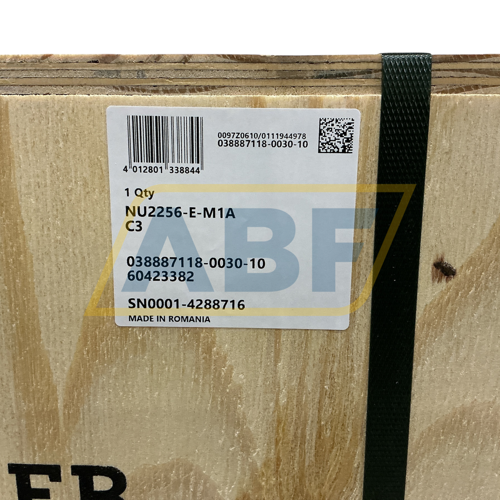 0097Z0610/0111944978
038887118-0030-10
4 012801 338844
1 Qty
NU2256-E-M1A
C3
038887118-0030-10
60423382
SN0001-4288716
MADE IN ROMANIA
ABF
ER